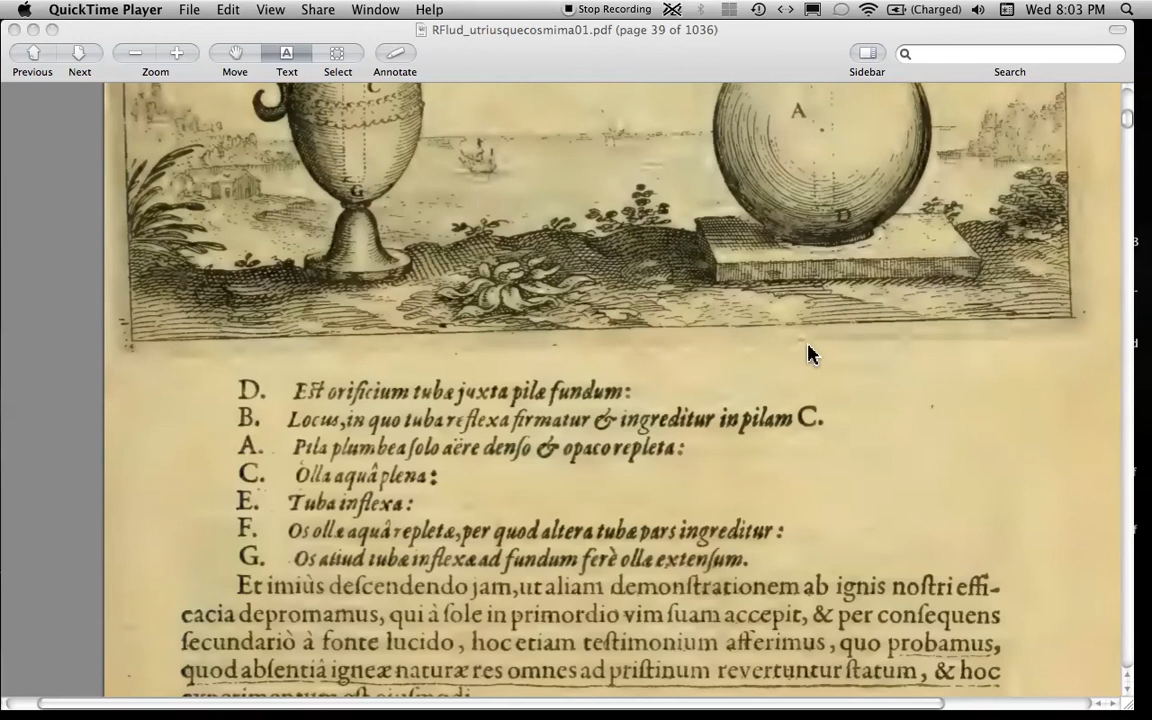 QuickTime Player File Edit View Share Window Help Stop Recording (Charged) Wed 8:03 PM
RFlud_utriusquecosmima01.pdf (page 39 of 1036)
Previous Next Zoom Move Text Select Annotate Sidebar Search
C
A
G
D
D. Eſt orificium tubæ juxta pilæ fundum:
B. Locus, in quo tuba reflexa firmatur & ingreditur in pilam C.
A. Pila plumbea ſolo aëre denſo & opaco repleta:
C. Olla aquâ plena:
E. Tuba inflexa:
F. Os ollæ aquâ repletæ, per quod altera tubæ pars ingreditur:
G. Os aliud tubæ inflexæ ad fundum ferè ollæ extenſum.
Et imiùs deſcendendo jam, ut aliam demonſtrationem ab ignis noſtri effi-
cacia depromamus, qui à ſole in primordio vim ſuam accepit, & per conſequens
ſecundariò à fonte lucido, hoc etiam teſtimonium afferimus, quo probamus,
quod abſentiâ igneæ naturæ res omnes ad priſtinum revertuntur ſtatum, & hoc